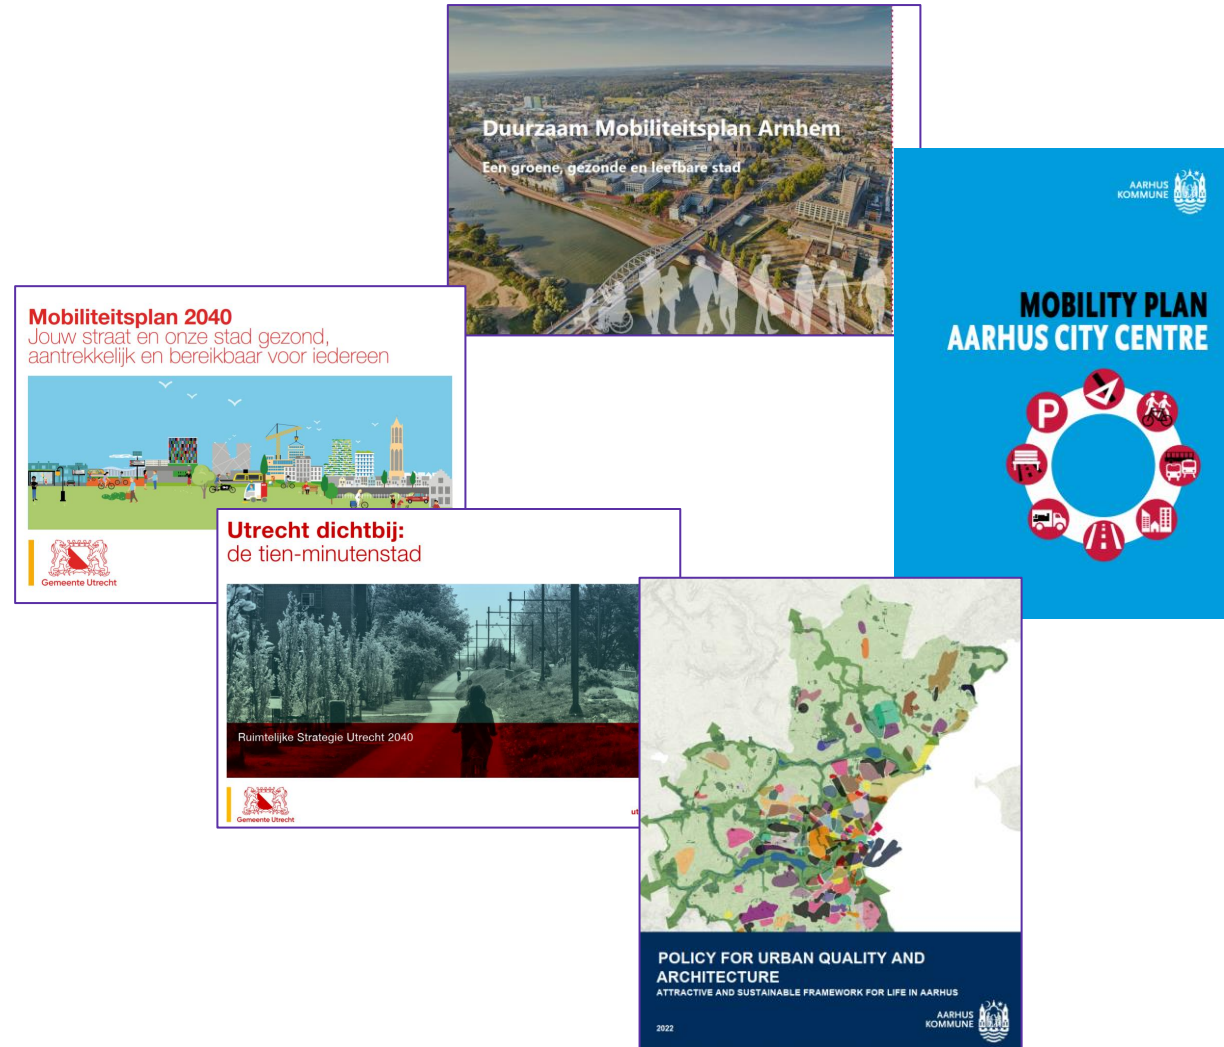 Duurzaam Mobiliteitsplan Arnhem
Een groene, gezonde en leefbare stad
AARHUS
KOMMUNE
MOBILITY PLAN
AARHUS CITY CENTRE
P
Mobiliteitsplan 2040
Jouw straat en onze stad gezond,
aantrekkelijk en bereikbaar voor iedereen
Gemeente Utrecht
Utrecht dichtbij:
de tien-minutenstad
Ruimtelijke Strategie Utrecht 2040
Gemeente Utrecht
ut
POLICY FOR URBAN QUALITY AND
ARCHITECTURE
ATTRACTIVE AND SUSTAINABLE FRAMEWORK FOR LIFE IN AARHUS
2022
AARHUS
KOMMUNE